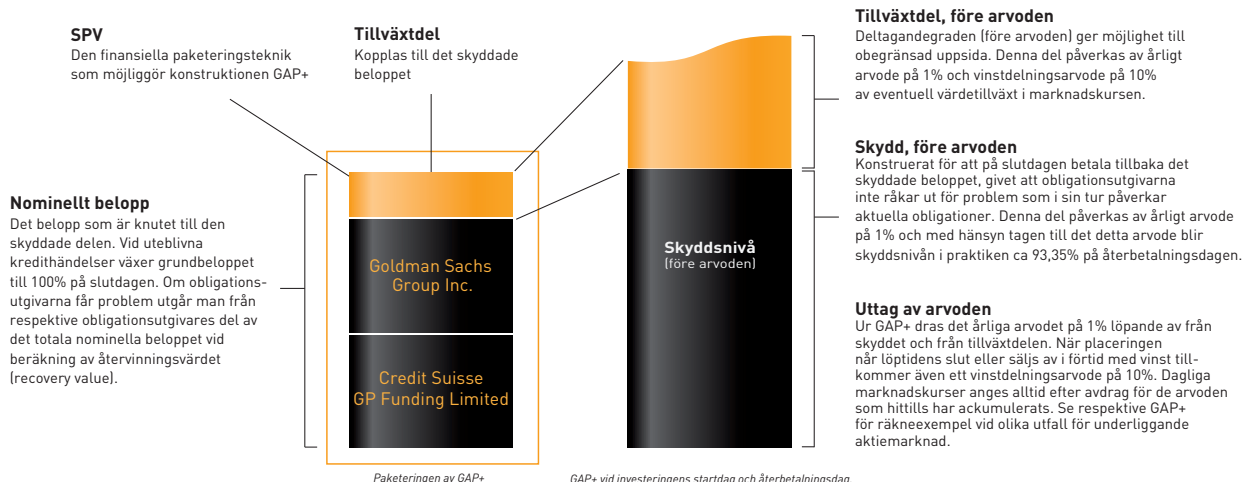 SPV
Den finansiella paketeringsteknik
som möjliggör konstruktionen GAP+
Tillväxtdel
Kopplas till det skyddade
beloppet
Nominellt belopp
Det belopp som är knutet till den
skyddade delen. Vid uteblivna
kredithändelser växer grundbeloppet
till 100% på slutdagen. Om obligations-
utgivarna får problem utgår man från
respektive obligationsutgivares del av
det totala nominella beloppet vid
beräkning av återvinningsvärdet
(recovery value).
Goldman Sachs
Group Inc.
Credit Suisse
GP Funding Limited
Paketeringen av GAP+
Skyddsnivå
(före arvoden)
GAP+ vid investeringens startdag och återbetalningsdag.
Tillväxtdel, före arvoden
Deltagandegraden (före arvoden) ger möjlighet till
obegränsad uppsida. Denna del påverkas av årligt
arvode på 1% och vinstdelningsarvode på 10%
av eventuell värdetillväxt i marknadskursen.
Skydd, före arvoden
Konstruerat för att på slutdagen betala tillbaka det
skyddade beloppet, givet att obligationsutgivarna
inte råkar ut för problem som i sin tur påverkar
aktuella obligationer. Denna del påverkas av årligt arvode
på 1% och med hänsyn tagen till det detta arvode blir
skyddsnivån i praktiken ca 93,35% på återbetalningsdagen.
Uttag av arvoden
Ur GAP+ dras det årliga arvodet på 1% löpande av från
skyddet och från tillväxtdelen. När placeringen
når löptidens slut eller säljs av i förtid med vinst till-
kommer även ett vinstdelningsarvode på 10%. Dagliga
marknadskurser anges alltid efter avdrag för de arvoden
som hittills har ackumulerats. Se respektive GAP+
för räkneexempel vid olika utfall för underliggande
aktiemarknad.